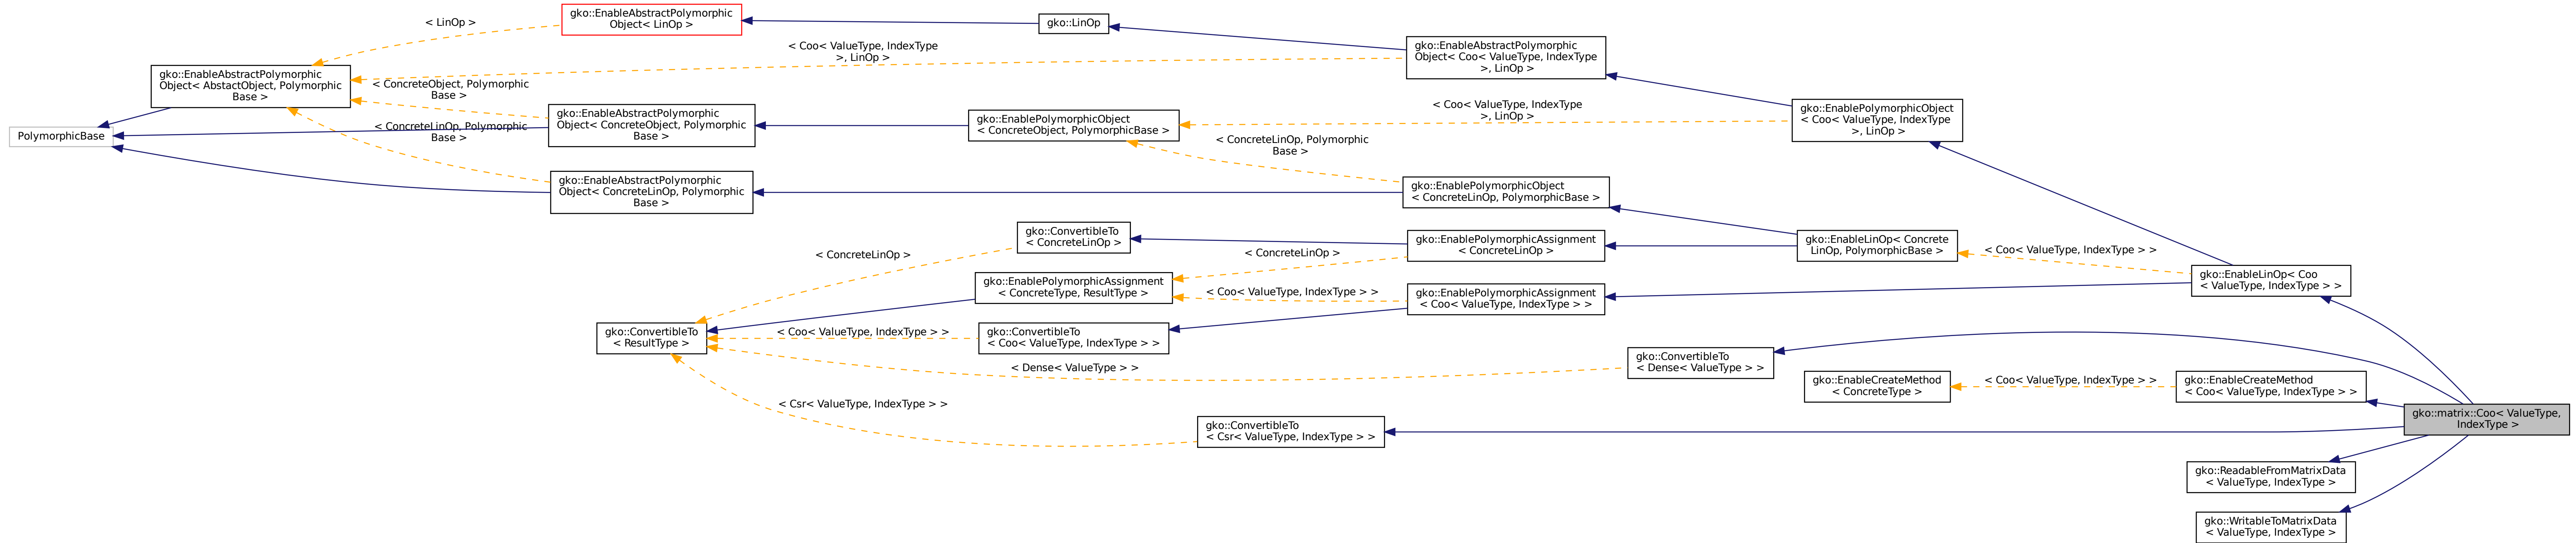 < LinOp >
gko::EnableAbstractPolymorphic
Object< LinOp >
gko::LinOp
< Coo< ValueType, IndexType
>, LinOp >
gko::EnableAbstractPolymorphic
Object< Coo< ValueType, IndexType
>, LinOp >
gko::EnableAbstractPolymorphic
Object< AbstactObject, Polymorphic
Base >
< ConcreteObject, Polymorphic
Base >
gko::EnableAbstractPolymorphic
Object< ConcreteObject, Polymorphic
Base >
gko::EnablePolymorphicObject
< ConcreteObject, PolymorphicBase >
< Coo< ValueType, IndexType
>, LinOp >
gko::EnablePolymorphicObject
< Coo< ValueType, IndexType
>, LinOp >
PolymorphicBase
< ConcreteLinOp, Polymorphic
Base >
< ConcreteLinOp, Polymorphic
Base >
gko::EnableAbstractPolymorphic
Object< ConcreteLinOp, Polymorphic
Base >
gko::EnablePolymorphicObject
< ConcreteLinOp, PolymorphicBase >
gko::ConvertibleTo
< ConcreteLinOp >
< ConcreteLinOp >
gko::EnablePolymorphicAssignment
< ConcreteLinOp >
gko::EnableLinOp< Concrete
LinOp, PolymorphicBase >
< Coo< ValueType, IndexType > >
gko::EnableLinOp< Coo
< ValueType, IndexType > >
< ConcreteLinOp >
gko::EnablePolymorphicAssignment
< ConcreteType, ResultType >
< Coo< ValueType, IndexType > >
gko::EnablePolymorphicAssignment
< Coo< ValueType, IndexType > >
gko::ConvertibleTo
< ResultType >
< Coo< ValueType, IndexType > >
gko::ConvertibleTo
< Coo< ValueType, IndexType > >
< Dense< ValueType > >
gko::ConvertibleTo
< Dense< ValueType > >
gko::EnableCreateMethod
< ConcreteType >
< Coo< ValueType, IndexType > >
gko::EnableCreateMethod
< Coo< ValueType, IndexType > >
< Csr< ValueType, IndexType > >
gko::ConvertibleTo
< Csr< ValueType, IndexType > >
gko::matrix::Coo< ValueType,
IndexType >
gko::ReadableFromMatrixData
< ValueType, IndexType >
gko::WritableToMatrixData
< ValueType, IndexType >